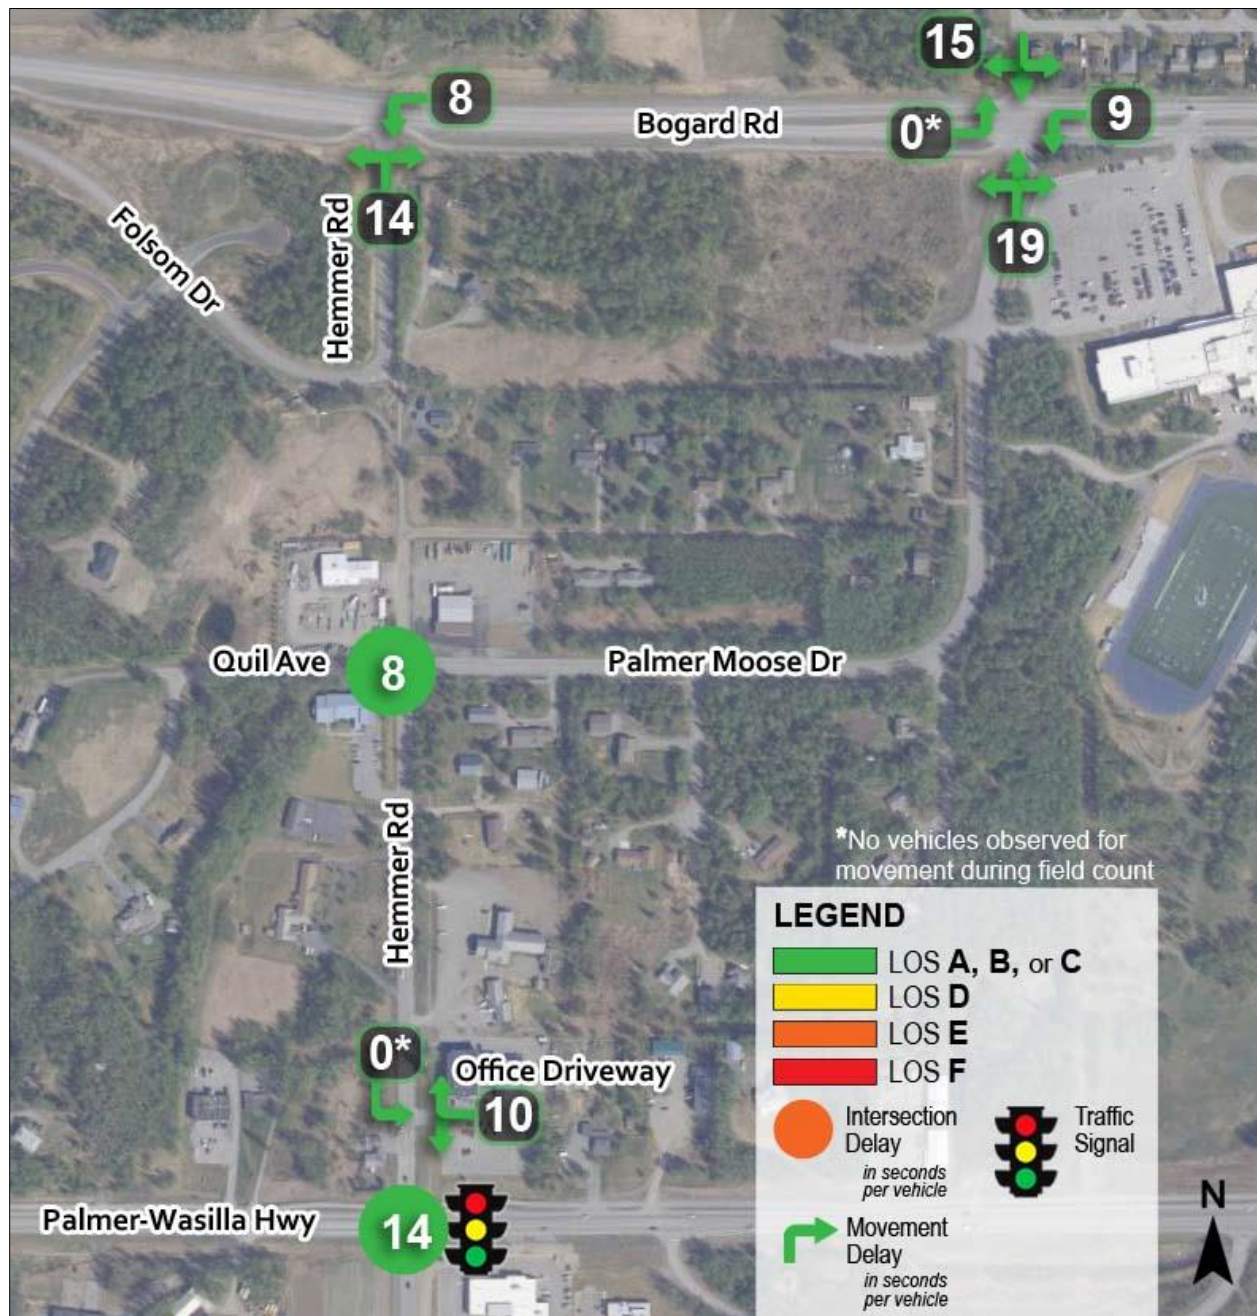 15
8
Bogard Rd
0*
9
14
19
Hemmer Rd
Folsom Dr
Quil Ave
8
Palmer Moose Dr
Hemmer Rd
*No vehicles observed for
movement during field count
LEGEND
LOS A, B, or C
LOS D
LOS E
LOS F
Intersection
Delay
in seconds
per vehicle
Traffic
Signal
Movement
Delay
in seconds
per vehicle
N
0*
Office Driveway
10
Palmer-Wasilla Hwy
14